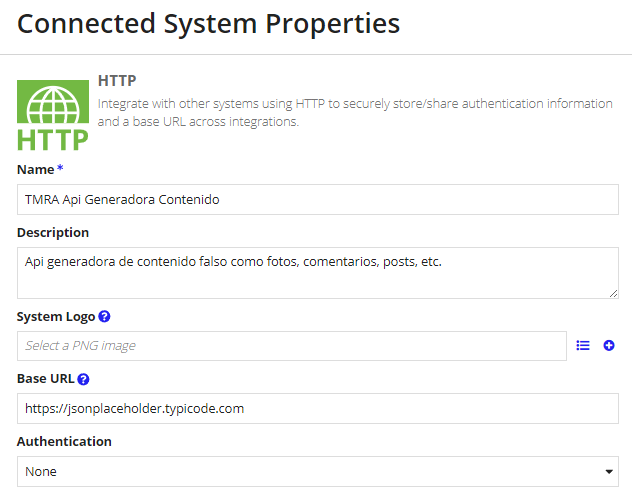 Connected System Properties
HTTP
Integrate with other systems using HTTP to securely store/share authentication information
and a base URL across integrations.
HTTP
Name *
TMRA Api Generadora Contenido
Description
Api generadora de contenido falso como fotos, comentarios, posts, etc.
System Logo ?
Select a PNG image
Base URL ?
https://jsonplaceholder.typicode.com
Authentication
None